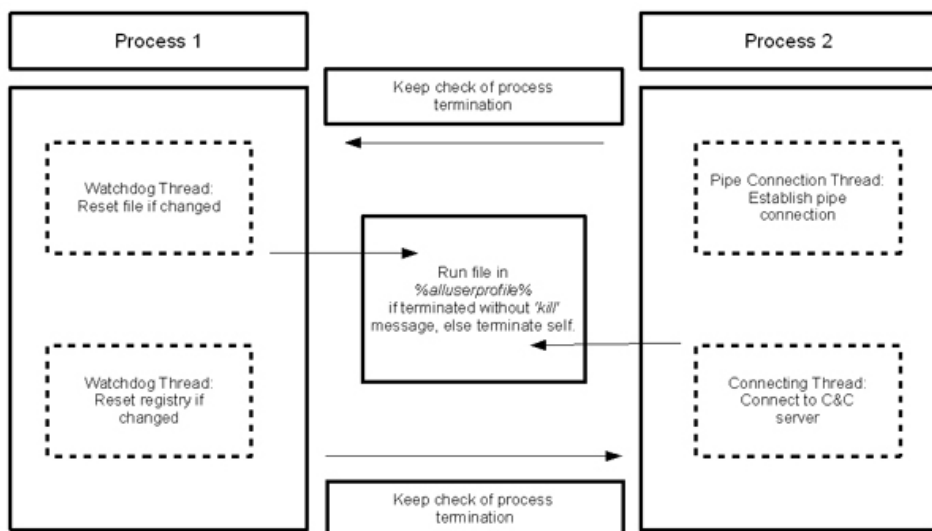 Process 1
Process 2
Keep check of process
termination
Watchdog Thread:
Reset file if changed
Pipe Connection Thread:
Establish pipe
connection
Run file in
%alluserprofile%
if terminated without 'kill'
message, else terminate self.
Watchdog Thread:
Reset registry if
changed
Connecting Thread:
Connect to C&C
server
Keep check of process
termination